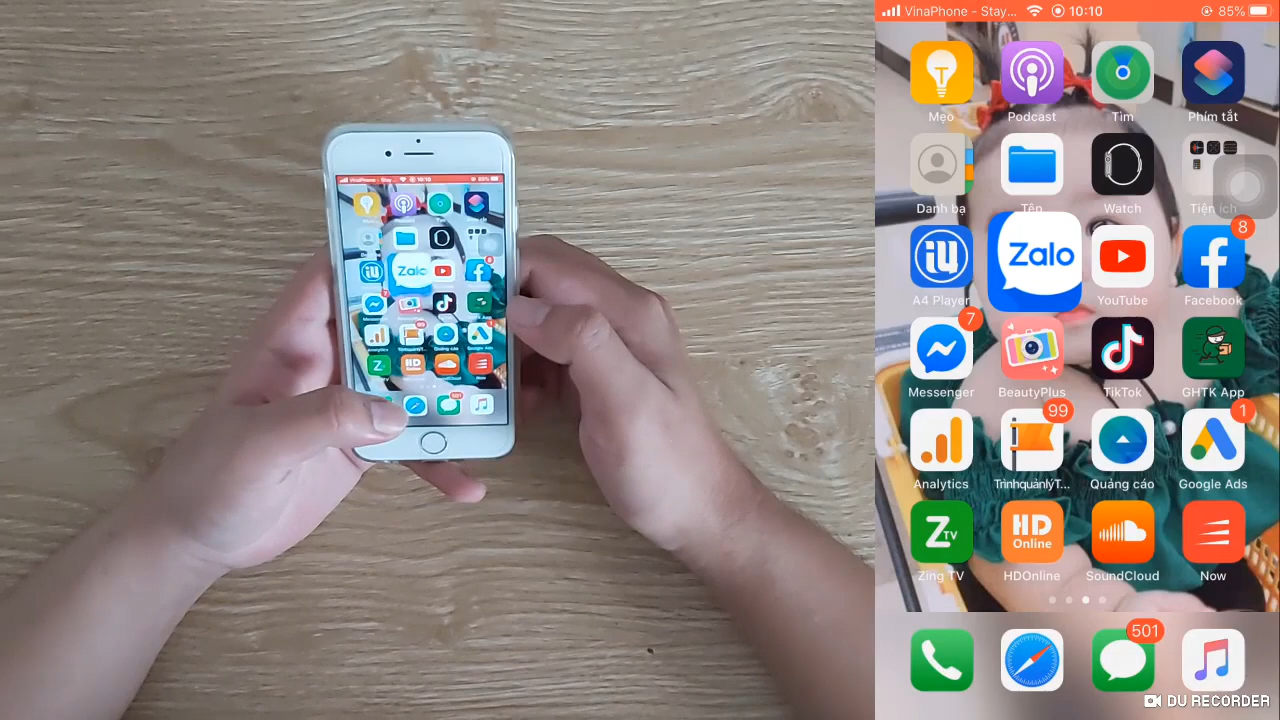 VinaPhone - Stay... 10:10 85%
T
Mẹo Podcast Tìm Phím tắt
Danh bạ Tệp Watch Tiện ích
8
Zalo
A4 Player YouTube Facebook
7
Messenger BeautyPlus TikTok GHTK App
99 1
Analytics TrìnhquảnlýT... Quảng cáo Google Ads
Z TV HD Online
Zing TV HDOnline SoundCloud Now
501
DU RECORDER